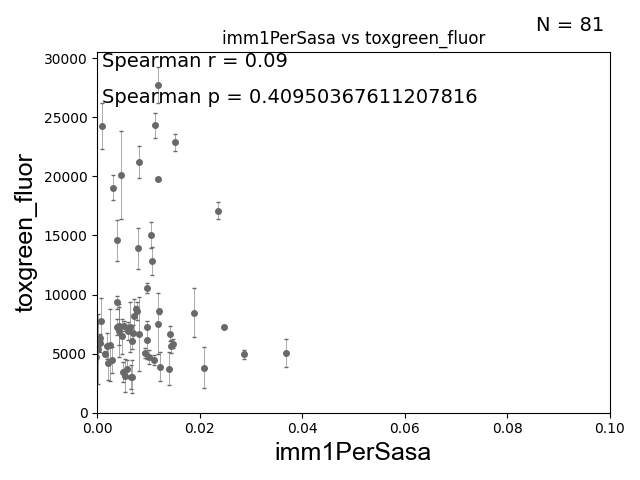 N = 81
imm1PerSasa vs toxgreen_fluor
Spearman r = 0.09
Spearman p = 0.40950367611207816
30000
25000
20000
15000
10000
5000
0
toxgreen_fluor
0.00 0.02 0.04 0.06 0.08 0.10
imm1PerSasa